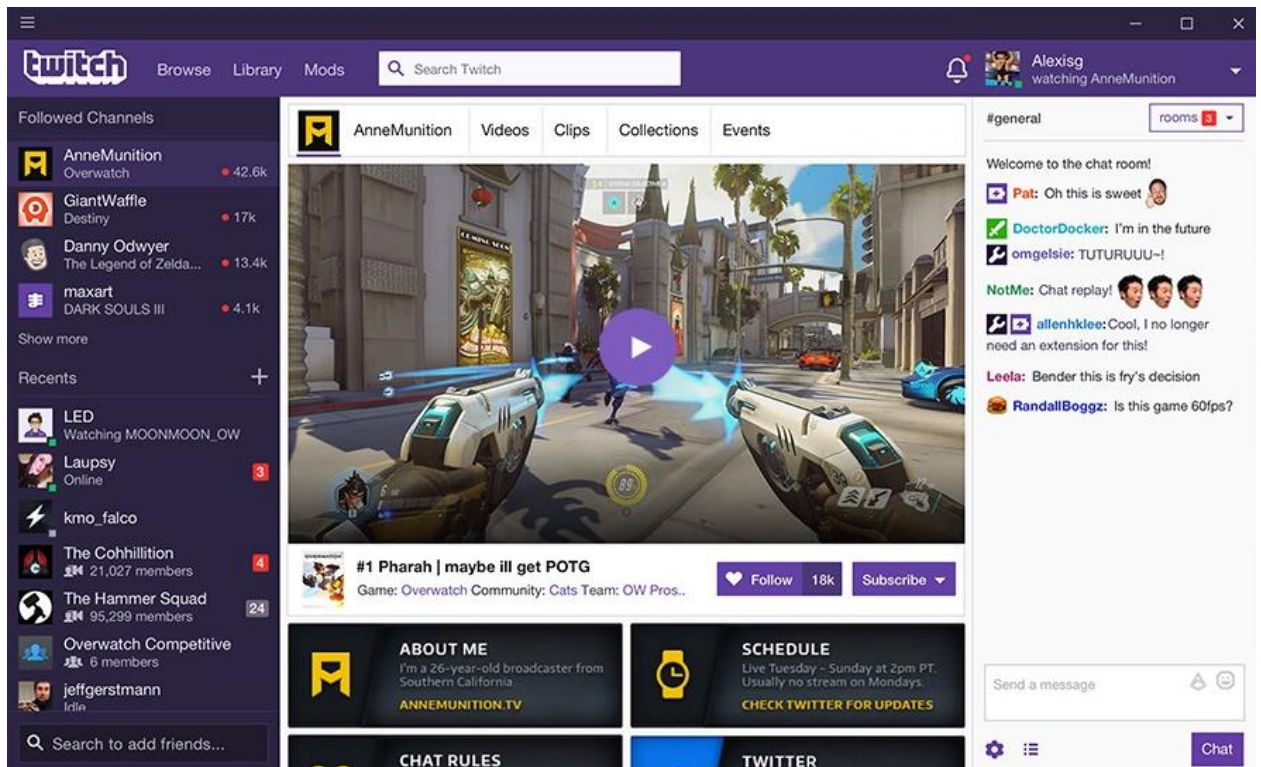 twitch
Browse
Library
Mods
Search Twitch
Alexisg
watching AnneMunition
Followed Channels
AnneMunition
Overwatch
42.6k
GiantWaffle
Destiny
17k
Danny Odwyer
The Legend of Zelda...
13.4k
maxart
DARK SOULS III
4.1k
Show more
Recents
LED
Watching MOONMOON_OW
Laupsy
3
Online
kmo_falco
The Cohhillition
4
21,027 members
The Hammer Squad
24
95,299 members
Overwatch Competitive
6 members
jeffgerstmann
Idle
Search to add friends...
AnneMunition
Videos
Clips
Collections
Events
COMING SOON
89
OVERWATCH
#1 Pharah | maybe ill get POTG
Game: Overwatch Community: Cats Team: OW Pros..
Follow
18k
Subscribe
ABOUT ME
I'm a 26-year-old broadcaster from
Southern California.
ANNEMUNITION.TV
SCHEDULE
Live Tuesday - Sunday at 2pm PT.
Usually no stream on Mondays.
CHECK TWITTER FOR UPDATES
CHAT RULES
TWITTER
#general
rooms 3
Welcome to the chat room!
Pat: Oh this is sweet
DoctorDocker: I'm in the future
omgelsie: TUTURUUU~!
NotMe: Chat replay!
allenhklee: Cool, I no longer
need an extension for this!
Leela: Bender this is fry's decision
RandallBoggz: Is this game 60fps?
Send a message
Chat